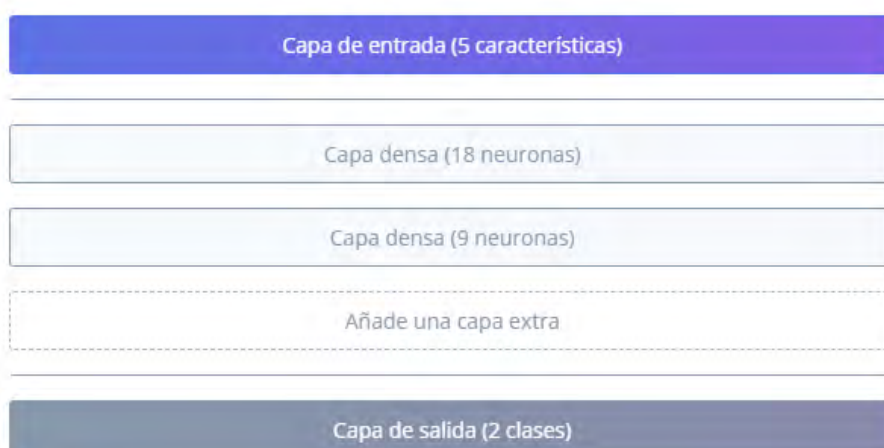 Capa de entrada (5 características)
Capa densa (18 neuronas)
Capa densa (9 neuronas)
Añade una capa extra
Capa de salida (2 clases)